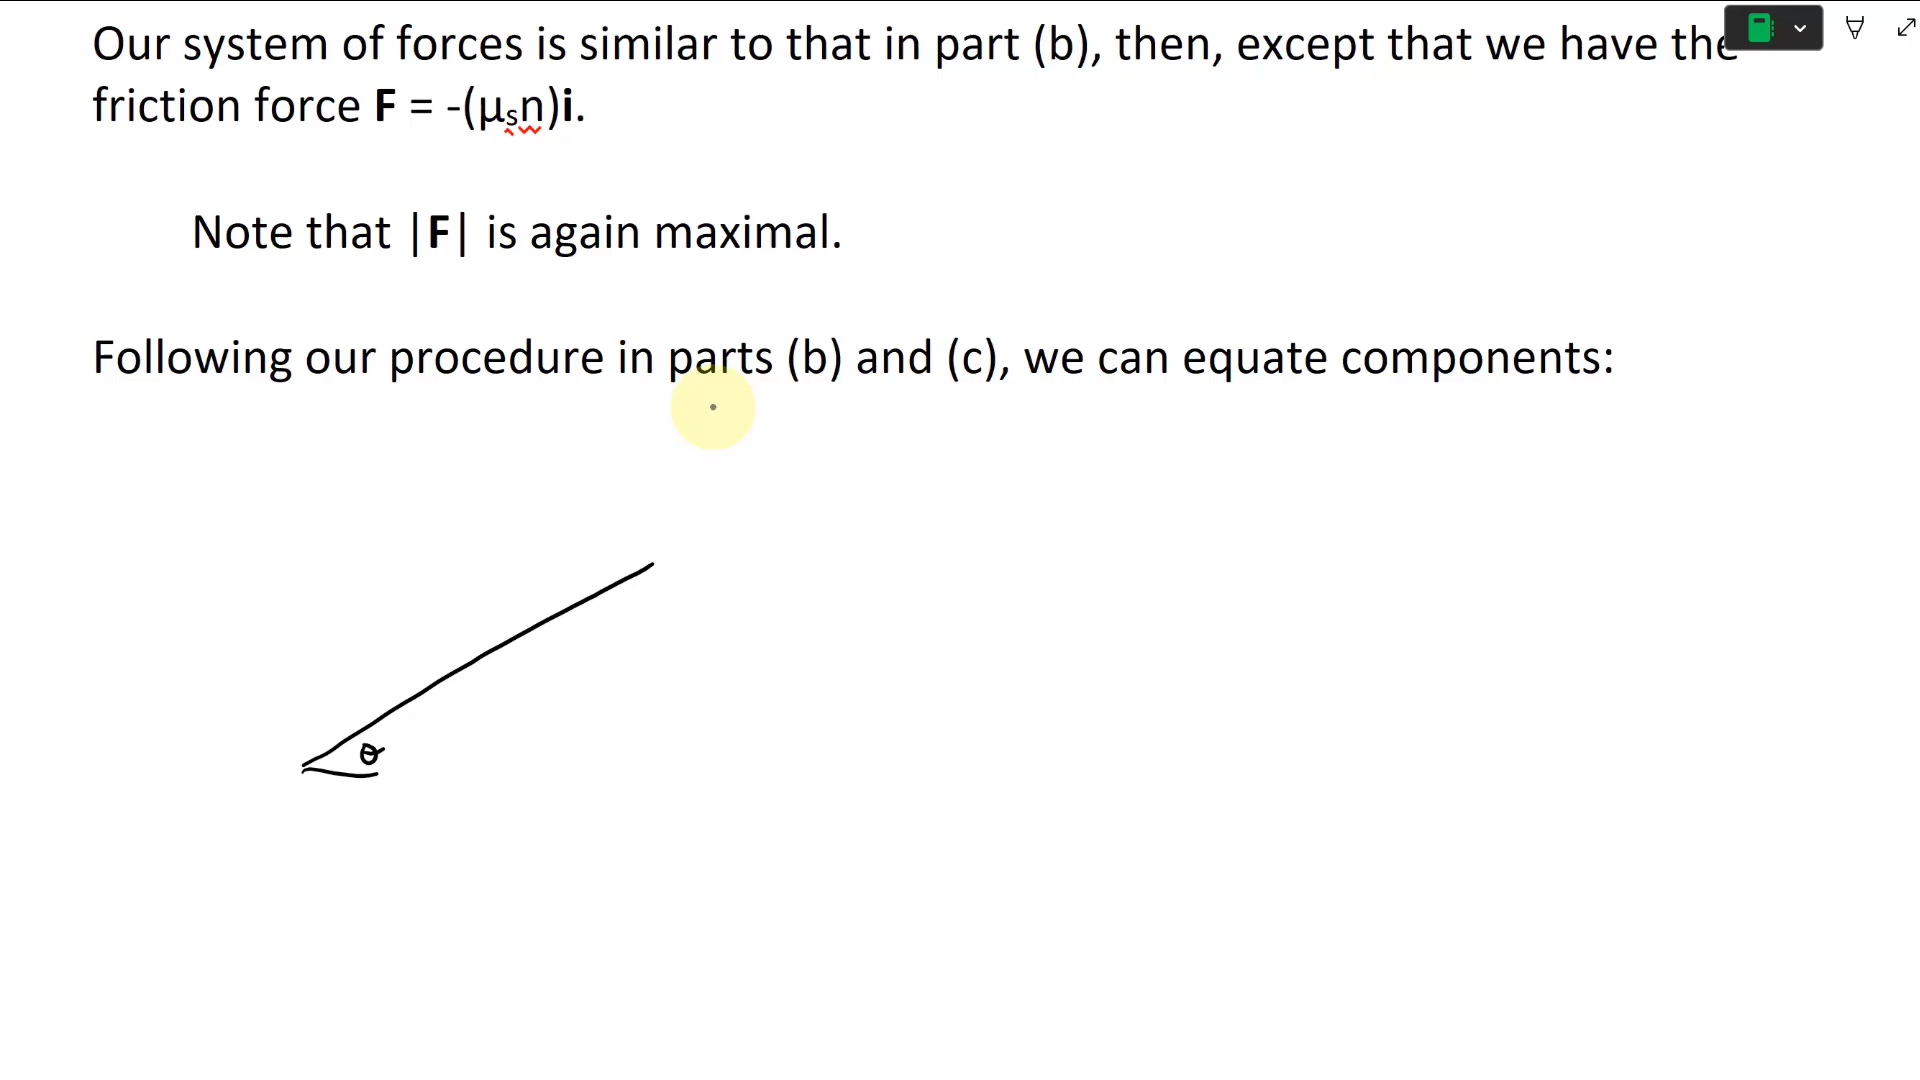 Our system of forces is similar to that in part (b), then, except that we have the
friction force F = -(μₛn)i.
Note that |F| is again maximal.
Following our procedure in parts (b) and (c), we can equate components:
θ